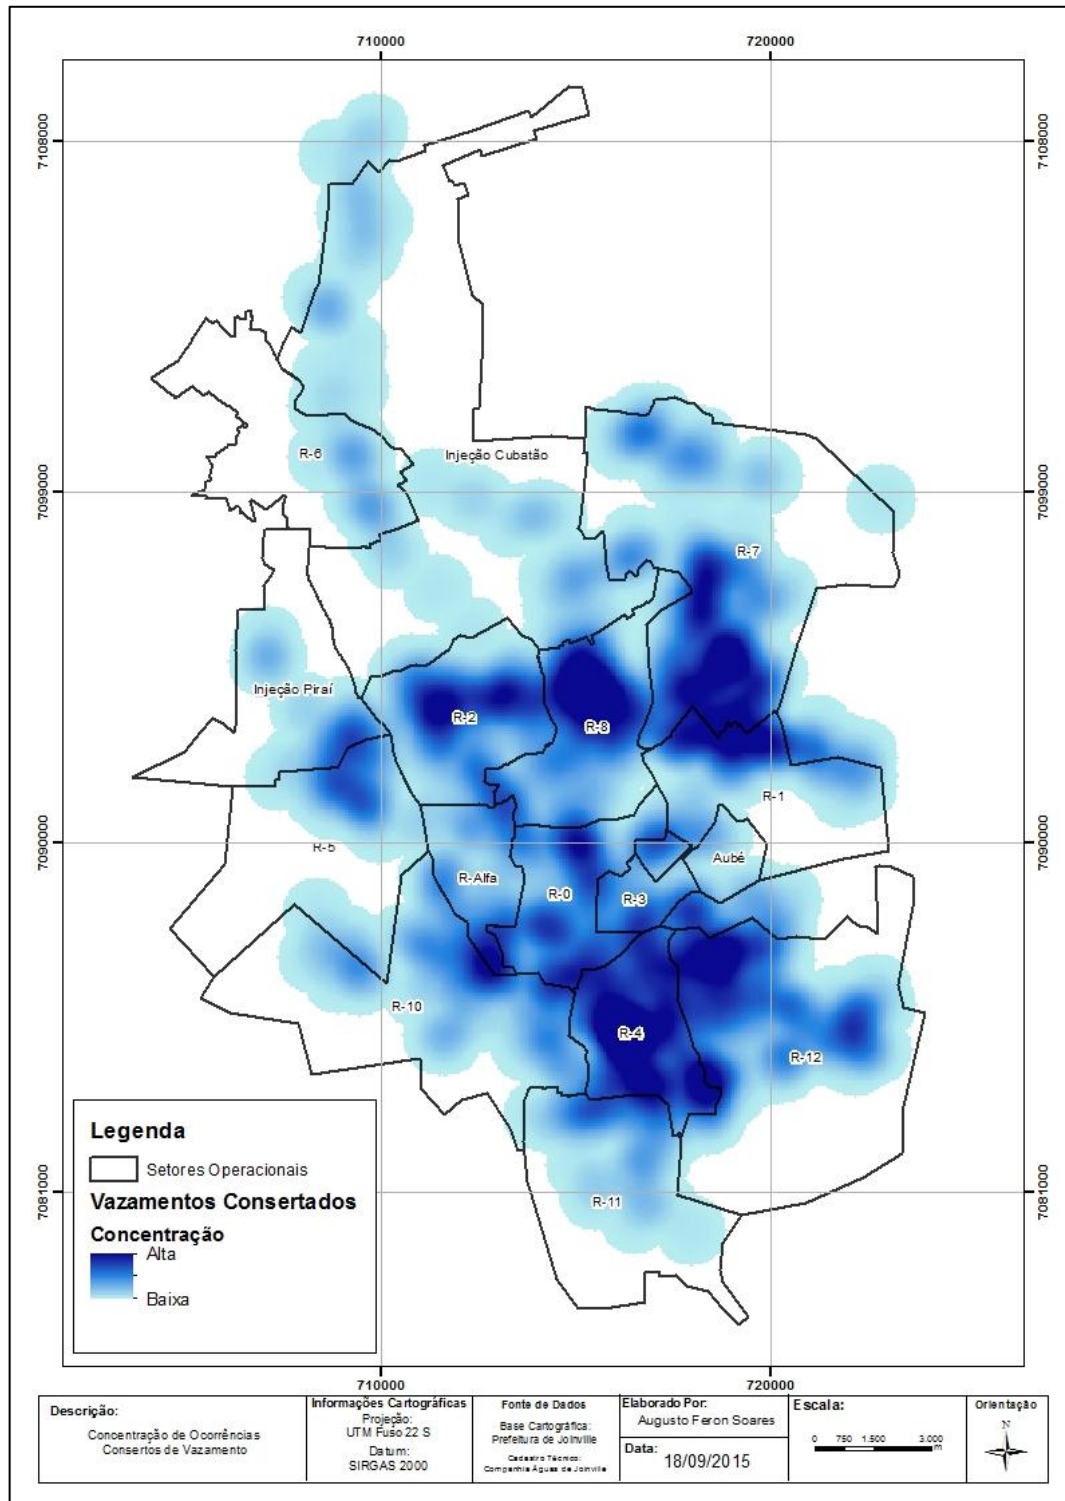 710000
720000
7108000
7108000
R-6
Injeção Cubatão
7099000
7099000
R-7
Injeção Piraí
R-2
R-8
R-1
7090000
7090000
R-5
Aubé
R-Alfa
R-0
R-3
R-10
R-4
R-12
7081000
7081000
R-11
Legenda
Setores Operacionais
Vazamentos Consertados
Concentração
Alta
Baixa
710000
720000
Descrição:
Concentração de Ocorrências
Consertos de Vazamento
Informações Cartográficas
Projeção:
UTM Fuso 22 S
Datum:
SIRGAS 2000
Fonte de Dados
Base Cartográfica:
Prefeitura de Joinville
Cadastro Técnico:
Companhia Águas de Joinville
Elaborado Por:
Augusto Feron Soares
Data:
18/09/2015
Escala:
0 750 1.500 3.000
m
Orientação
N